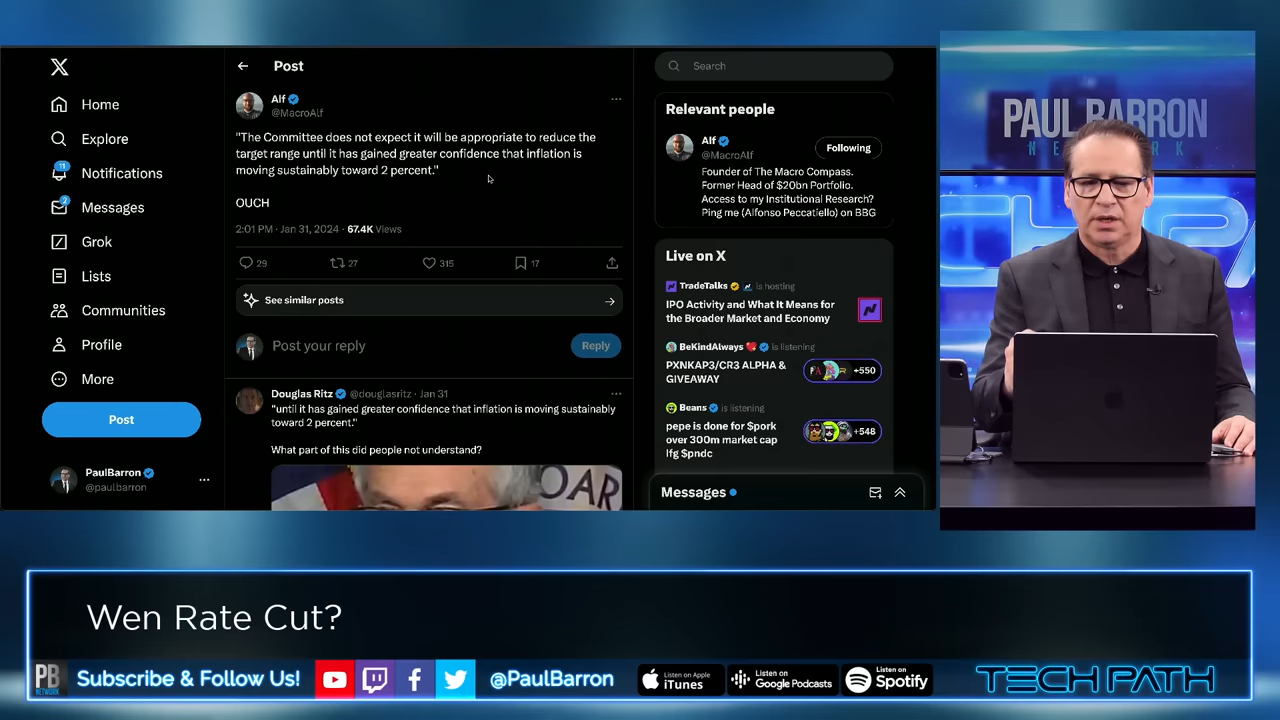 Home
Explore
11
Notifications
2
Messages
Grok
Lists
Communities
Profile
More
Post
PaulBarron
@paulbarron
Post
Alf
@MacroAlf
"The Committee does not expect it will be appropriate to reduce the
target range until it has gained greater confidence that inflation is
moving sustainably toward 2 percent."
OUCH
2:01 PM · Jan 31, 2024 · 67.4K Views
29
27
315
17
See similar posts
Post your reply
Reply
Douglas Ritz @douglasritz · Jan 31
"until it has gained greater confidence that inflation is moving sustainably
toward 2 percent."
What part of this did people not understand?
OAR
Search
Relevant people
Alf
@MacroAlf
Following
Founder of The Macro Compass.
Former Head of $20bn Portfolio.
Access to my Institutional Research?
Ping me (Alfonso Peccatiello) on BBG
Live on X
TradeTalks is hosting
IPO Activity and What It Means for
the Broader Market and Economy
BeKindAlways is listening
PXNKAP3/CR3 ALPHA &
GIVEAWAY
+550
Beans is listening
pepe is done for $pork
over 300m market cap
lfg $pndc
+548
Messages
PAUL BARRON
NETWORK
Wen Rate Cut?
PB
NETWORK
Subscribe & Follow Us!
@PaulBarron
Listen on Apple
iTunes
Listen on
Google Podcasts
Listen on
Spotify
TECH PATH